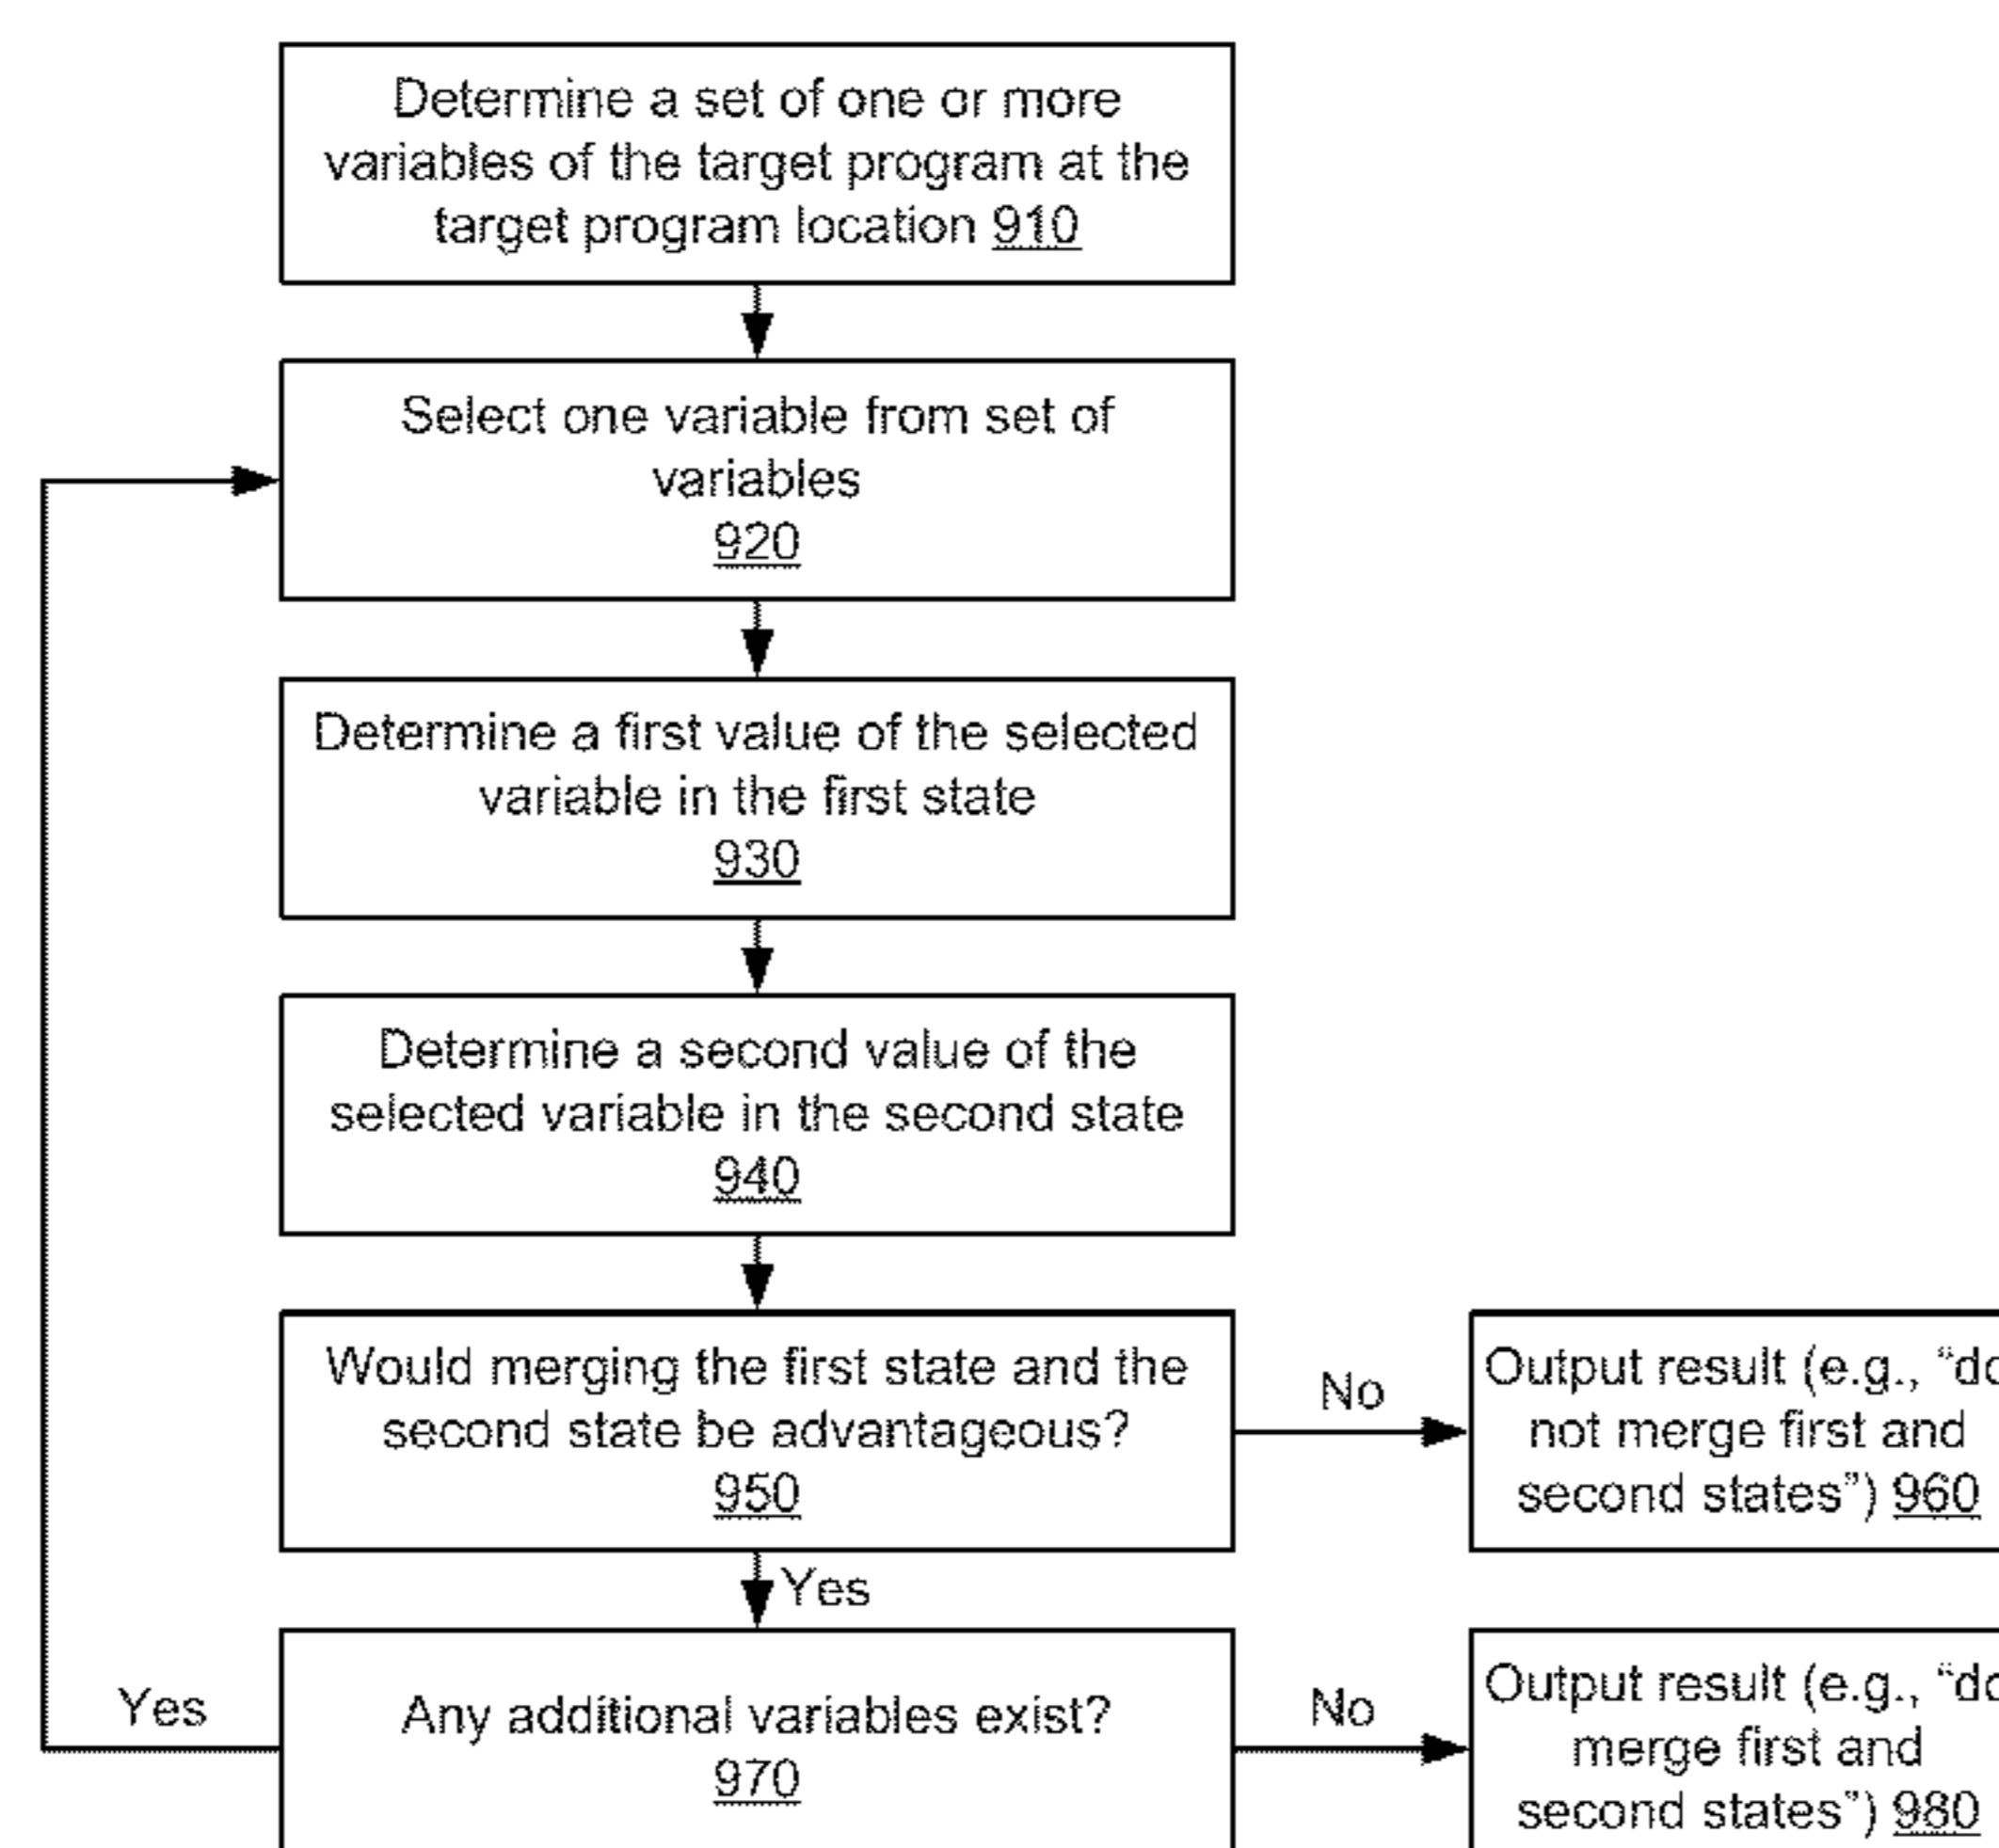 Determine a set of one or more
variables of the target program at the
target program location 910
Select one variable from set of
variables
920
Determine a first value of the selected
variable in the first state
930
Determine a second value of the
selected variable in the second state
940
Would merging the first state and the
second state be advantageous?
950
No
Output result (e.g., “do
not merge first and
second states”) 960
Yes
Any additional variables exist?
970
Yes
No
Output result (e.g., “do
merge first and
second states”) 980